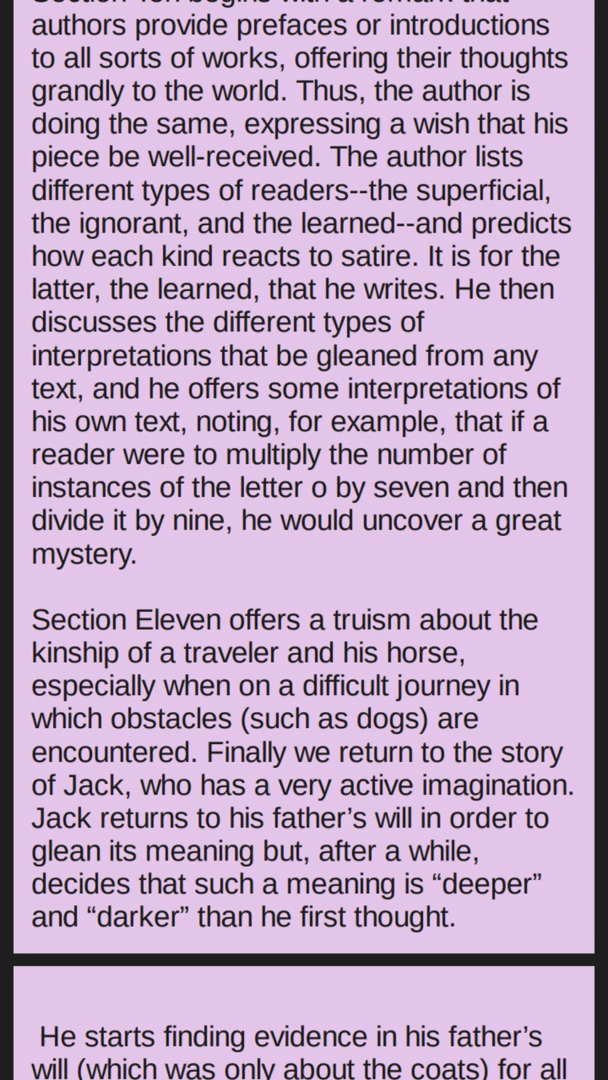 authors provide prefaces or introductions
to all sorts of works, offering their thoughts
grandly to the world. Thus, the author is
doing the same, expressing a wish that his
piece be well-received. The author lists
different types of readers--the superficial,
the ignorant, and the learned--and predicts
how each kind reacts to satire. It is for the
latter, the learned, that he writes. He then
discusses the different types of
interpretations that be gleaned from any
text, and he offers some interpretations of
his own text, noting, for example, that if a
reader were to multiply the number of
instances of the letter o by seven and then
divide it by nine, he would uncover a great
mystery.
Section Eleven offers a truism about the
kinship of a traveler and his horse,
especially when on a difficult journey in
which obstacles (such as dogs) are
encountered. Finally we return to the story
of Jack, who has a very active imagination.
Jack returns to his father’s will in order to
glean its meaning but, after a while,
decides that such a meaning is “deeper”
and “darker” than he first thought.
He starts finding evidence in his father’s
will (which was only about the coats) for all